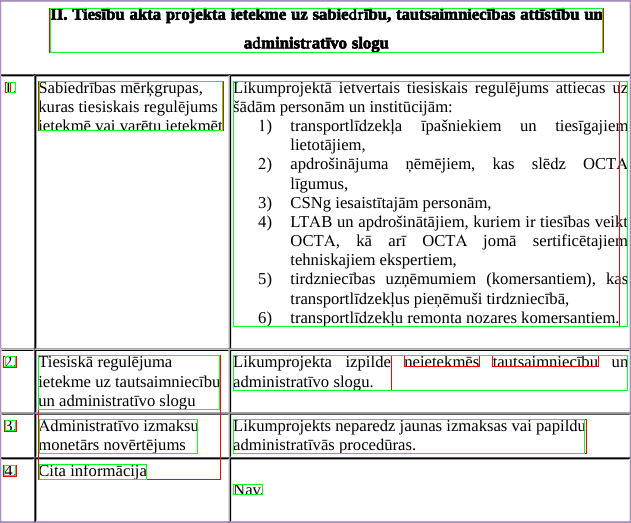 II. Tiesību akta projekta ietekme uz sabiedrību, tautsaimniecības attīstību un
administratīvo slogu
1. Sabiedrības mērķgrupas,
kuras tiesiskais regulējums
ietekmē vai varētu ietekmēt
Likumprojektā ietvertais tiesiskais regulējums attiecas uz
šādām personām un institūcijām:
1) transportlīdzekļa īpašniekiem un tiesīgajiem
lietotājiem,
2) apdrošinājuma ņēmējiem, kas slēdz OCTA
līgumus,
3) CSNg iesaistītajām personām,
4) LTAB un apdrošinātājiem, kuriem ir tiesības veikt
OCTA, kā arī OCTA jomā sertificētajiem
tehniskajiem ekspertiem,
5) tirdzniecības uzņēmumiem (komersantiem), kas
transportlīdzekļus pieņēmuši tirdzniecībā,
6) transportlīdzekļu remonta nozares komersantiem.
2. Tiesiskā regulējuma
ietekme uz tautsaimniecību
un administratīvo slogu
Likumprojekta izpilde neietekmēs tautsaimniecību un
administratīvo slogu.
3. Administratīvo izmaksu
monetārs novērtējums
Likumprojekts neparedz jaunas izmaksas vai papildu
administratīvās procedūras.
4. Cita informācija
Nav